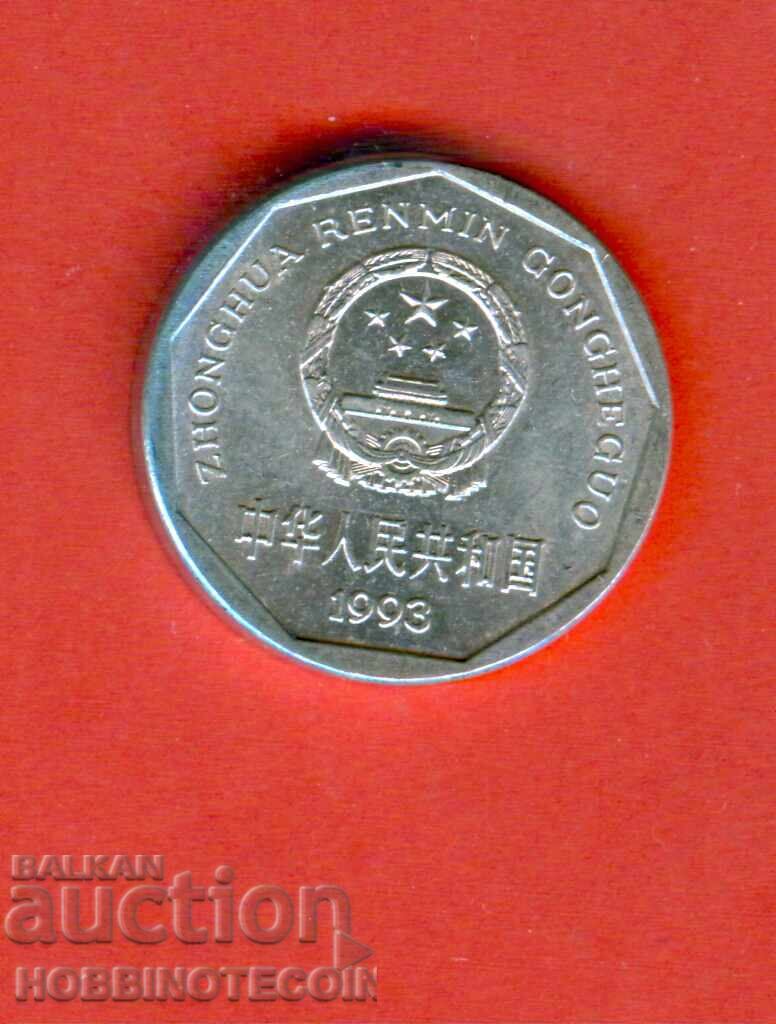 ZHONGHUA RENMIN GONGHEGUO
中华人民共和国
1993
BALKAN
auction
HOBBINOTECOIN